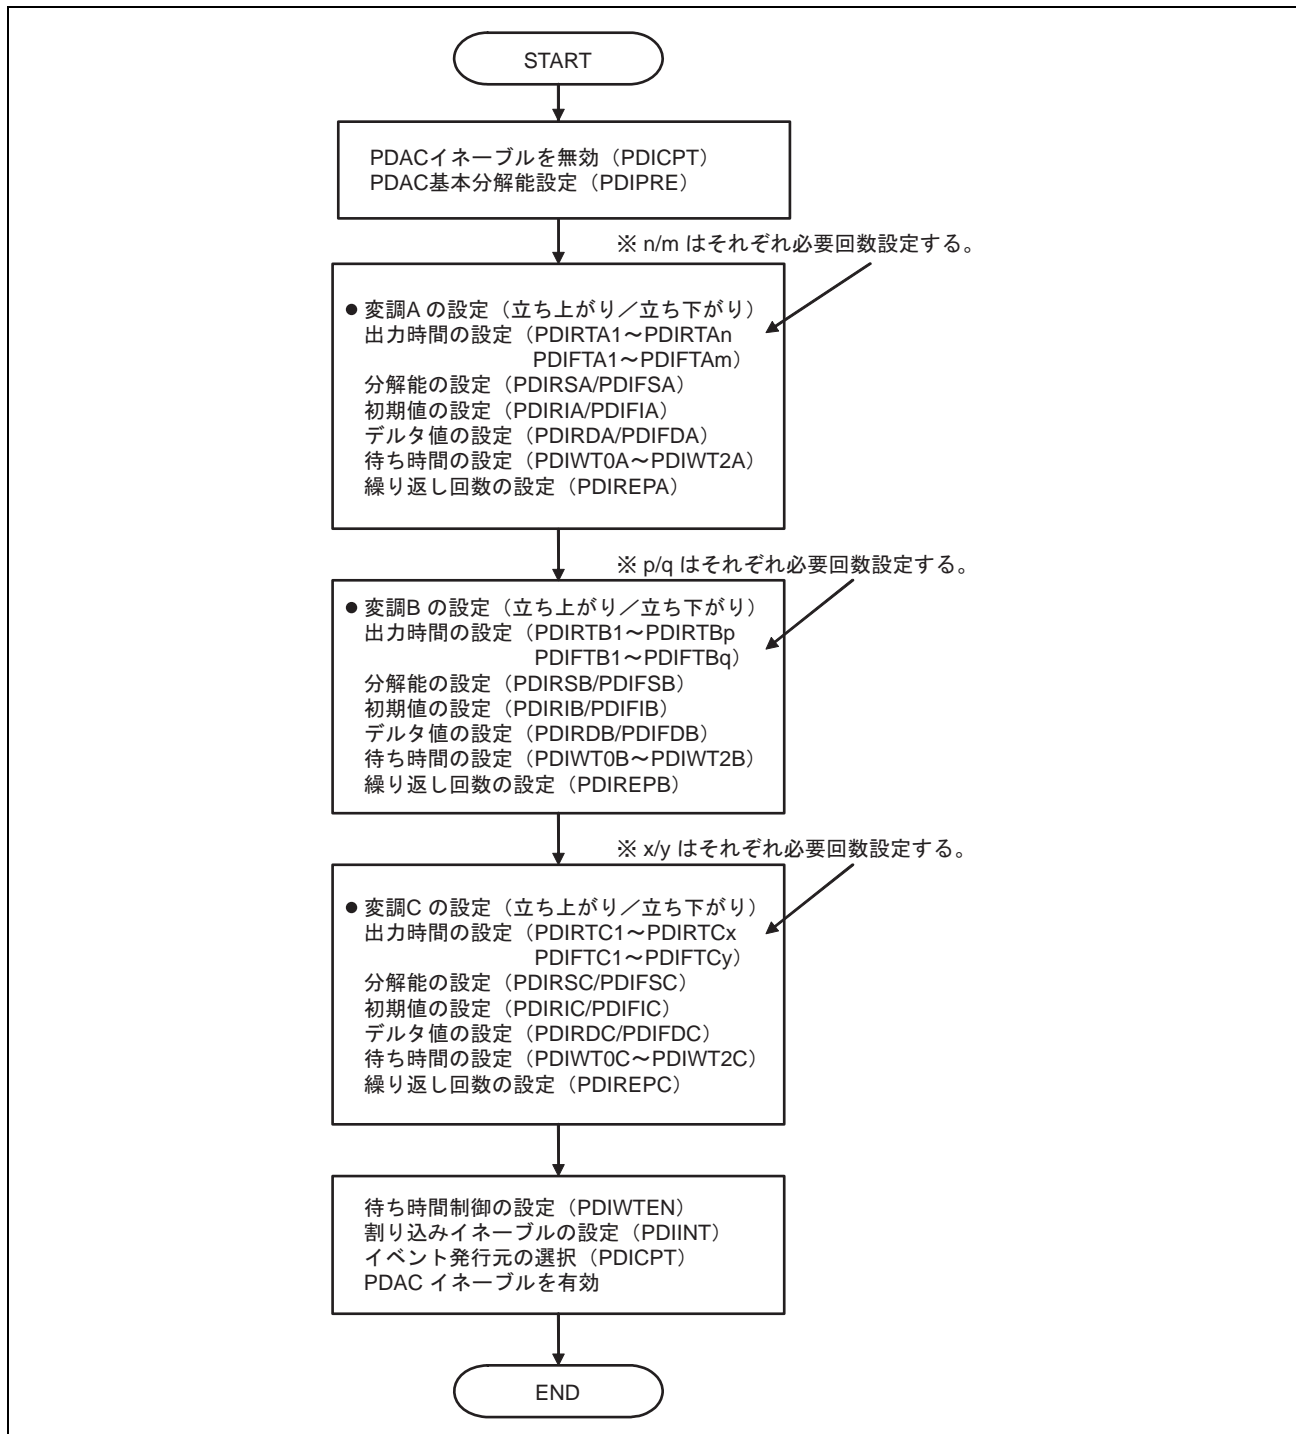 START
PDACイネーブルを無効（PDICPT）
PDAC基本分解能設定（PDIPRE）
※ n/m はそれぞれ必要回数設定する。
● 変調A の設定（立ち上がり／立ち下がり）
出力時間の設定（PDIRTA1～PDIRTAn
PDIFTA1～PDIFTAm）
分解能の設定（PDIRSA/PDIFSA）
初期値の設定（PDIRIA/PDIFIA）
デルタ値の設定（PDIRDA/PDIFDA）
待ち時間の設定（PDIWT0A～PDIWT2A）
繰り返し回数の設定（PDIREPA）
※ p/q はそれぞれ必要回数設定する。
● 変調B の設定（立ち上がり／立ち下がり）
出力時間の設定（PDIRTB1～PDIRTBp
PDIFTB1～PDIFTBq）
分解能の設定（PDIRSB/PDIFSB）
初期値の設定（PDIRIB/PDIFIB）
デルタ値の設定（PDIRDB/PDIFDB）
待ち時間の設定（PDIWT0B～PDIWT2B）
繰り返し回数の設定（PDIREPB）
※ x/y はそれぞれ必要回数設定する。
● 変調C の設定（立ち上がり／立ち下がり）
出力時間の設定（PDIRTC1～PDIRTCx
PDIFTC1～PDIFTCy）
分解能の設定（PDIRSC/PDIFSC）
初期値の設定（PDIRIC/PDIFIC）
デルタ値の設定（PDIRDC/PDIFDC）
待ち時間の設定（PDIWT0C～PDIWT2C）
繰り返し回数の設定（PDIREPC）
待ち時間制御の設定（PDIWTEN）
割り込みイネーブルの設定（PDIINT）
イベント発行元の選択（PDICPT）
PDAC イネーブルを有効
END